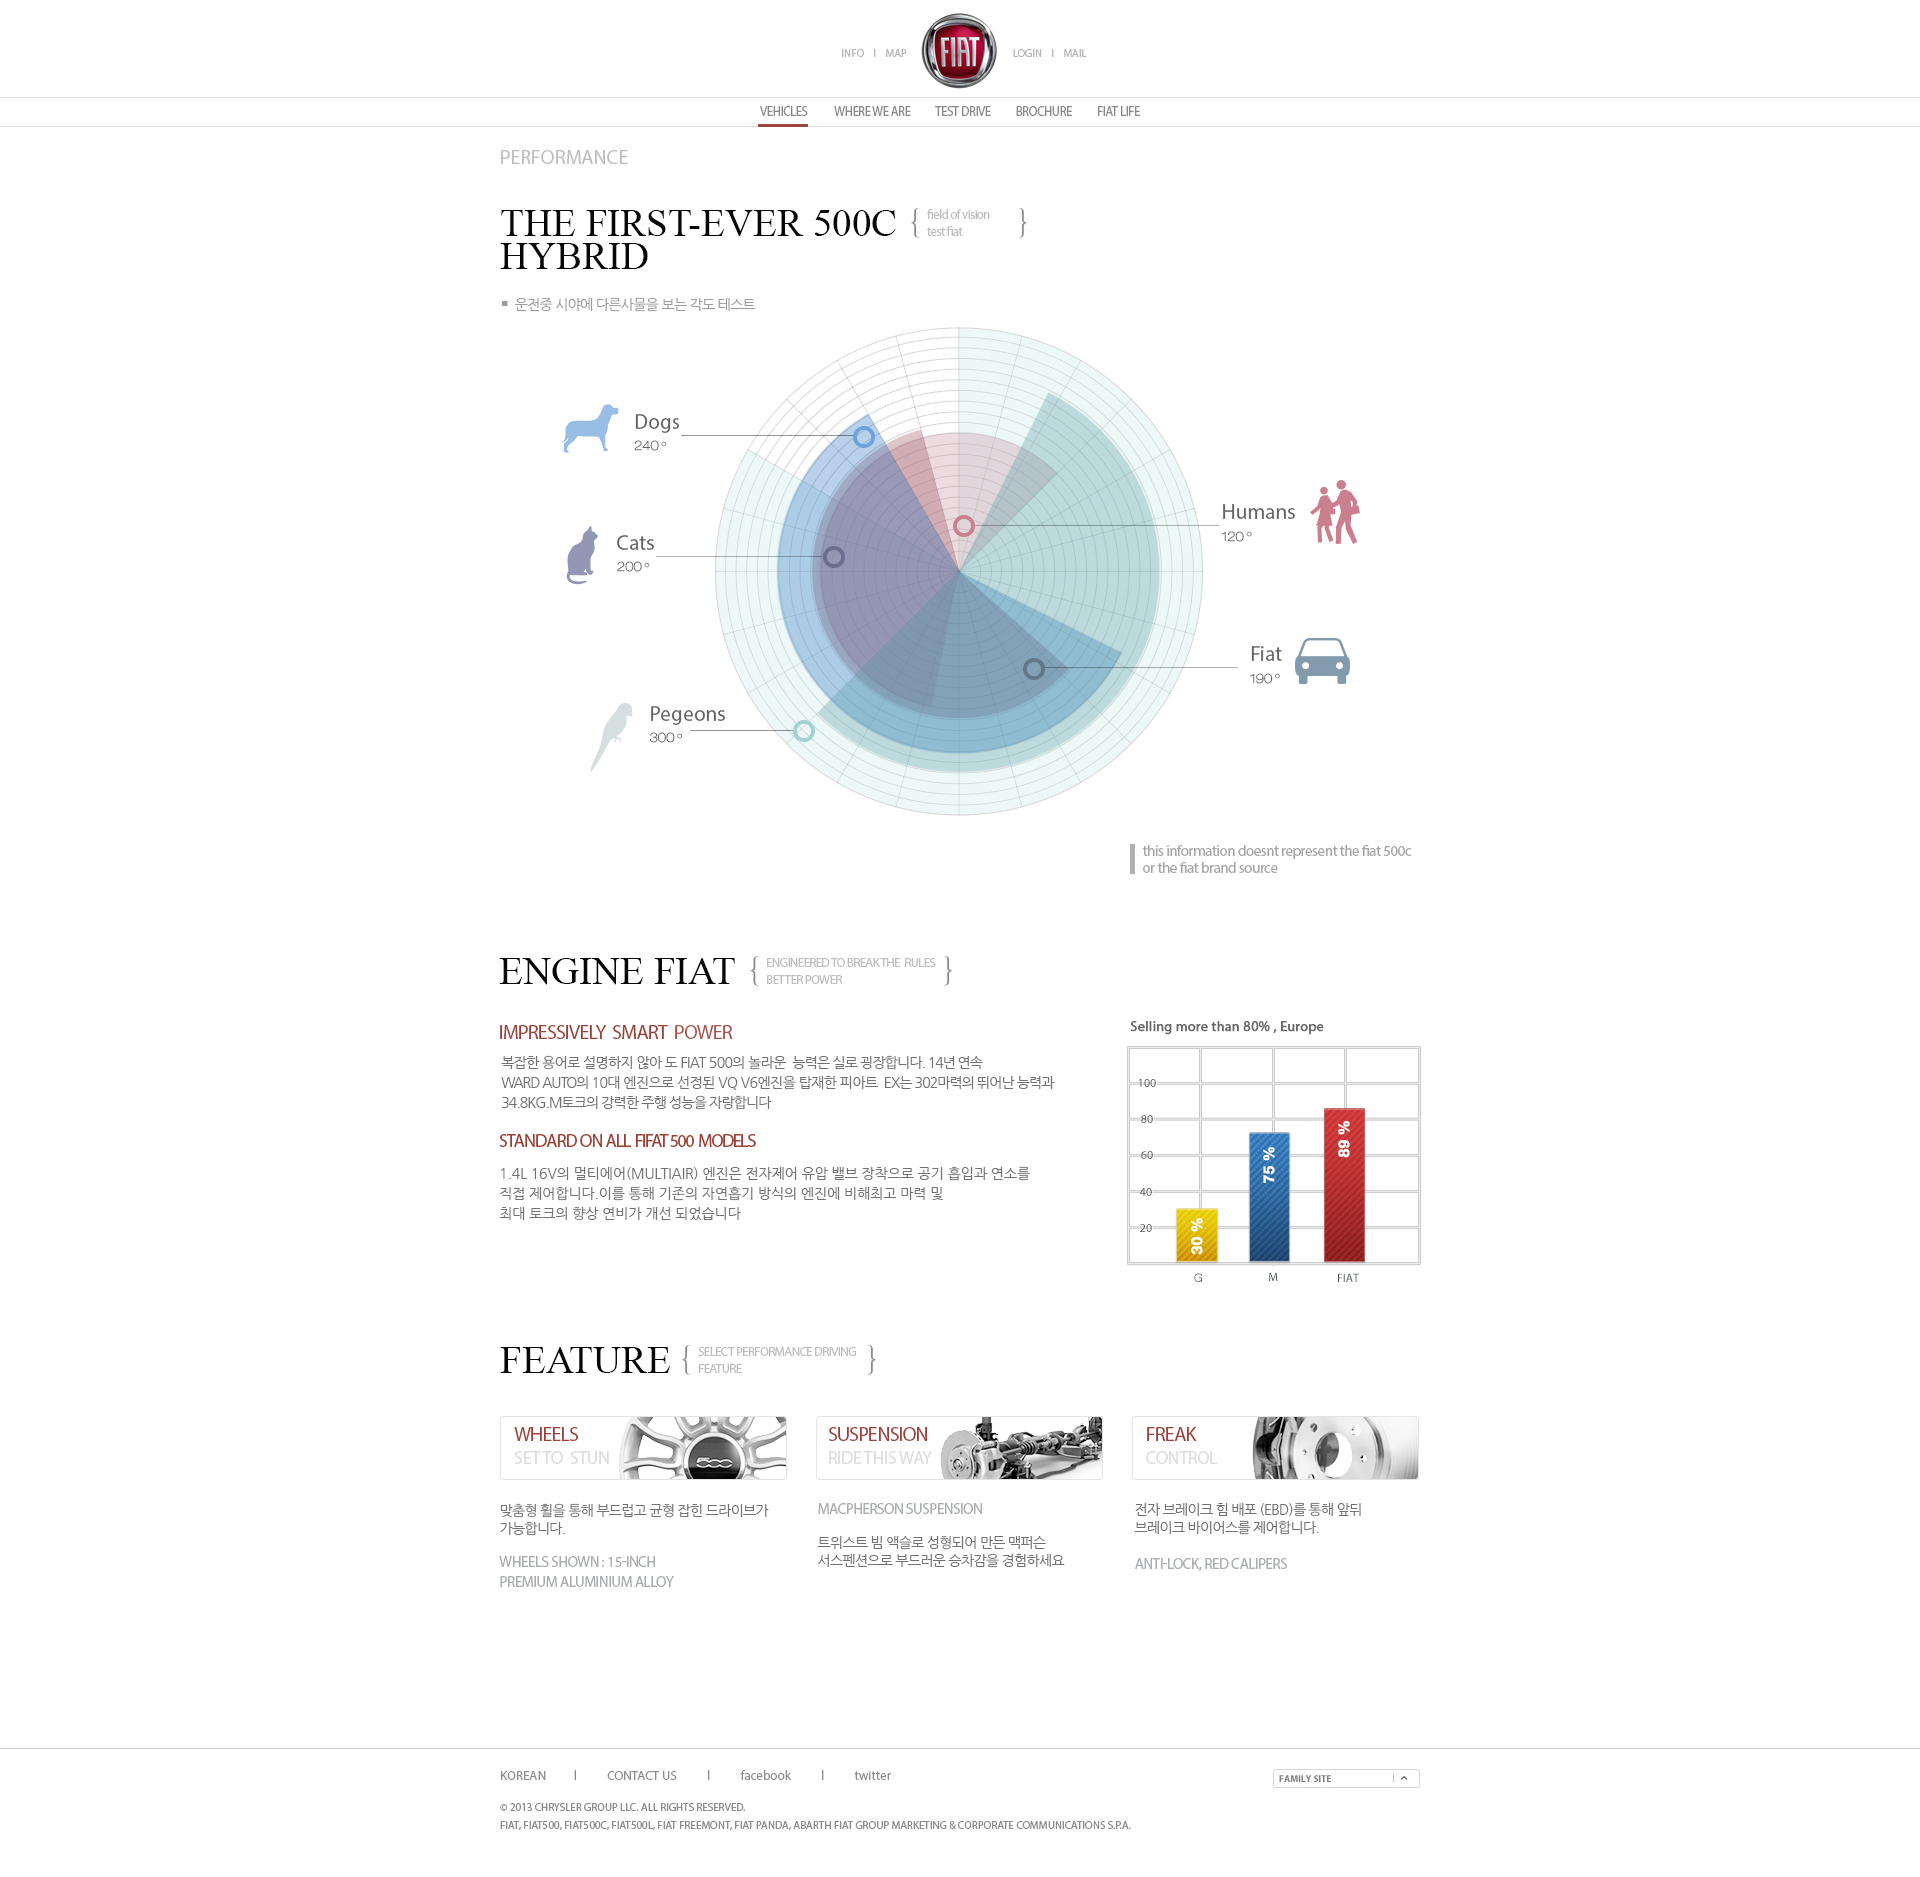 INFO I MAP FIAT LOGIN I MAIL
VEHICLES WHERE WE ARE TEST DRIVE BROCHURE FIAT LIFE
PERFORMANCE
THE FIRST-EVER 500C
HYBRID
{ field of vision
test fiat }
▪ 운전중 시야에 다른사물을 보는 각도 테스트
Dogs
240 º
Cats
200 º
Pegeons
300 º
Humans
120 º
Fiat
190 º
this information doesnt represent the fiat 500c
or the fiat brand source
ENGINE FIAT
{ ENGINEERED TO BREAK THE RULES
BETTER POWER }
IMPRESSIVELY SMART POWER
복잡한 용어로 설명하지 않아 도 FIAT 500의 놀라운 능력은 실로 굉장합니다. 14년 연속
WARD AUTO의 10대 엔진으로 선정된 VQ V6엔진을 탑재한 피아트 EX는 302마력의 뛰어난 능력과
34.8KG.M토크의 강력한 주행 성능을 자랑합니다
STANDARD ON ALL FIFAT 500 MODELS
1.4L 16V의 멀티에어(MULTIAIR) 엔진은 전자제어 유압 밸브 장착으로 공기 흡입과 연소를
직접 제어합니다.이를 통해 기존의 자연흡기 방식의 엔진에 비해최고 마력 및
최대 토크의 향상 연비가 개선 되었습니다
Selling more than 80% , Europe
100
80
60
40
20
30 %
75 %
89 %
G M FIAT
FEATURE
{ SELECT PERFORMANCE DRIVING
FEATURE }
WHEELS
SET TO STUN
500
맞춤형 휠을 통해 부드럽고 균형 잡힌 드라이브가
가능합니다.
WHEELS SHOWN : 15-INCH
PREMIUM ALUMINIUM ALLOY
SUSPENSION
RIDE THIS WAY
MACPHERSON SUSPENSION
트위스트 빔 액슬로 성형되어 만든 맥퍼슨
서스펜션으로 부드러운 승차감을 경험하세요
FREAK
CONTROL
전자 브레이크 힘 배포 (EBD)를 통해 앞뒤
브레이크 바이어스를 제어합니다.
ANTI-LOCK, RED CALIPERS
KOREAN I CONTACT US I facebook I twitter
FAMILY SITE
© 2013 CHRYSLER GROUP LLC. ALL RIGHTS RESERVED.
FIAT, FIAT500, FIAT500C, FIAT500L, FIAT FREEMONT, FIAT PANDA, ABARTH FIAT GROUP MARKETING & CORPORATE COMMUNICATIONS S.P.A.